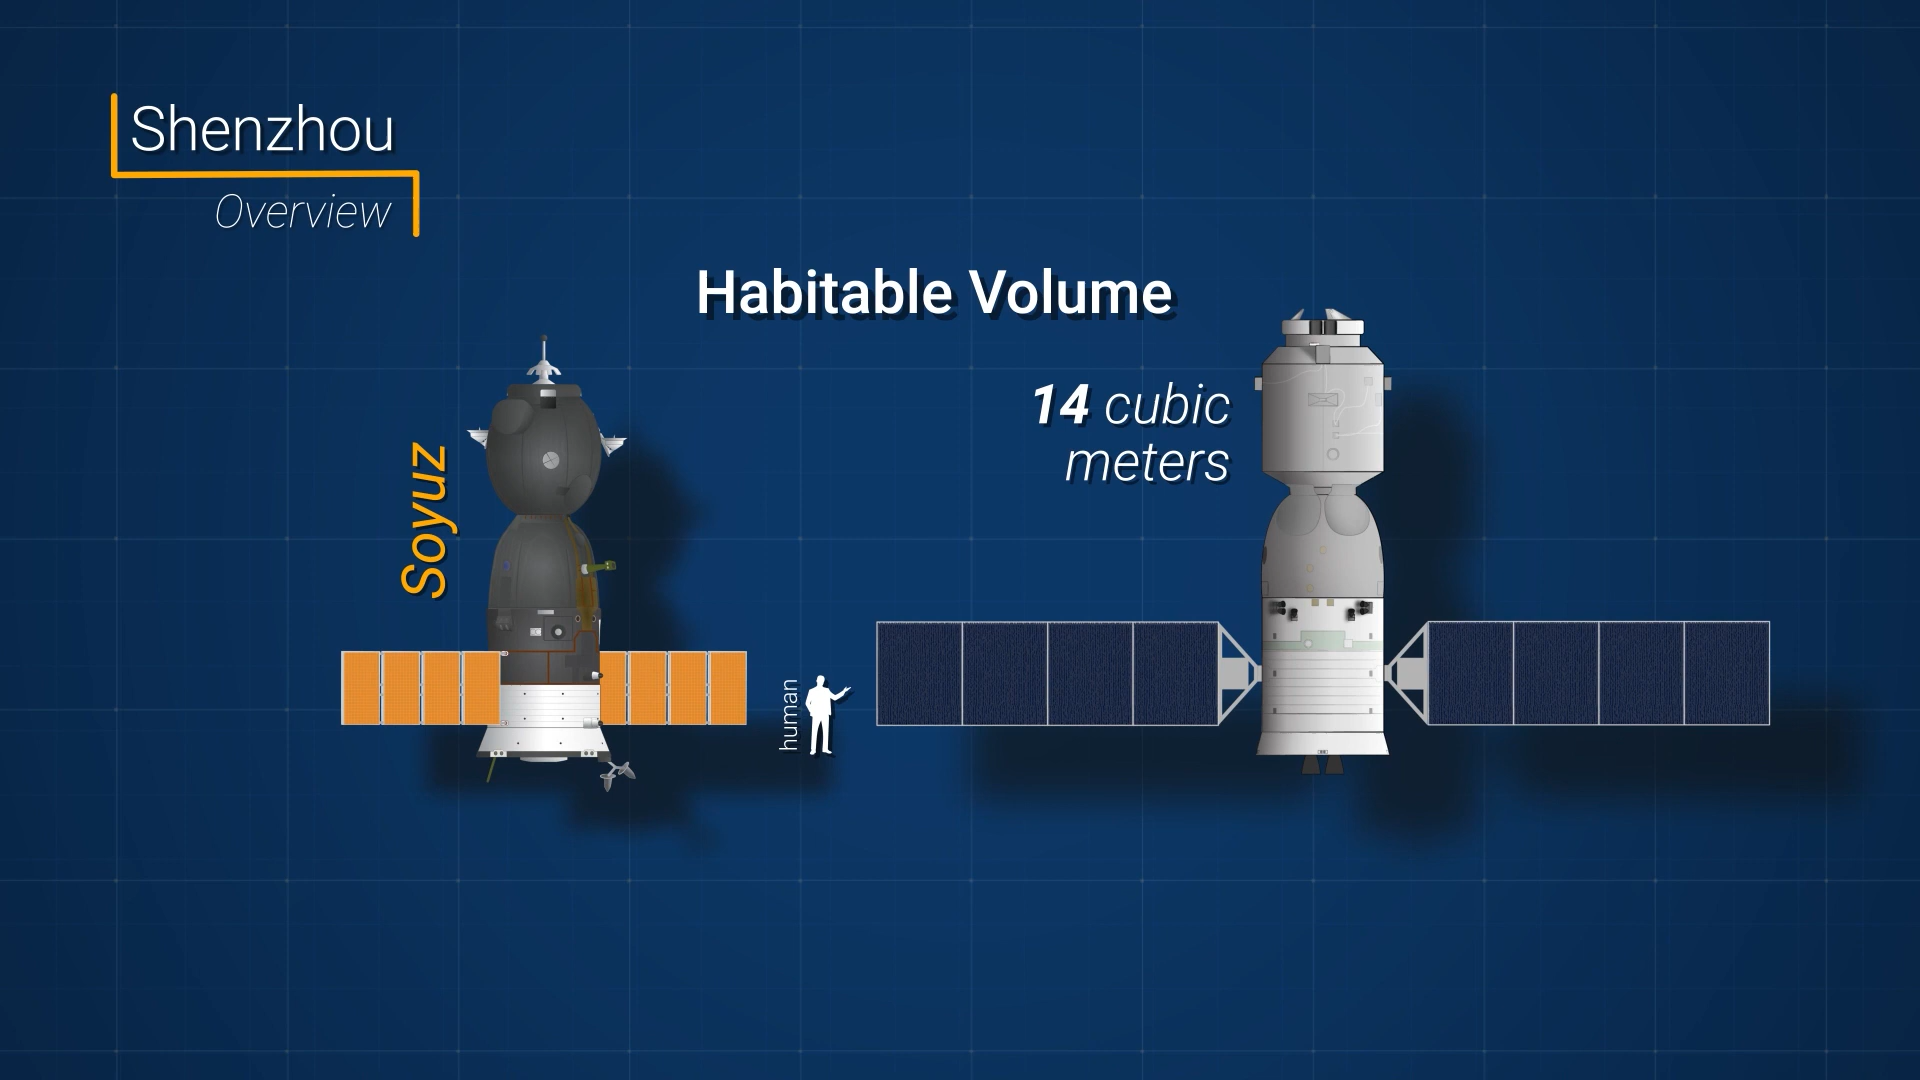 Shenzhou
Overview
Habitable Volume
14 cubic
meters
Soyuz
human